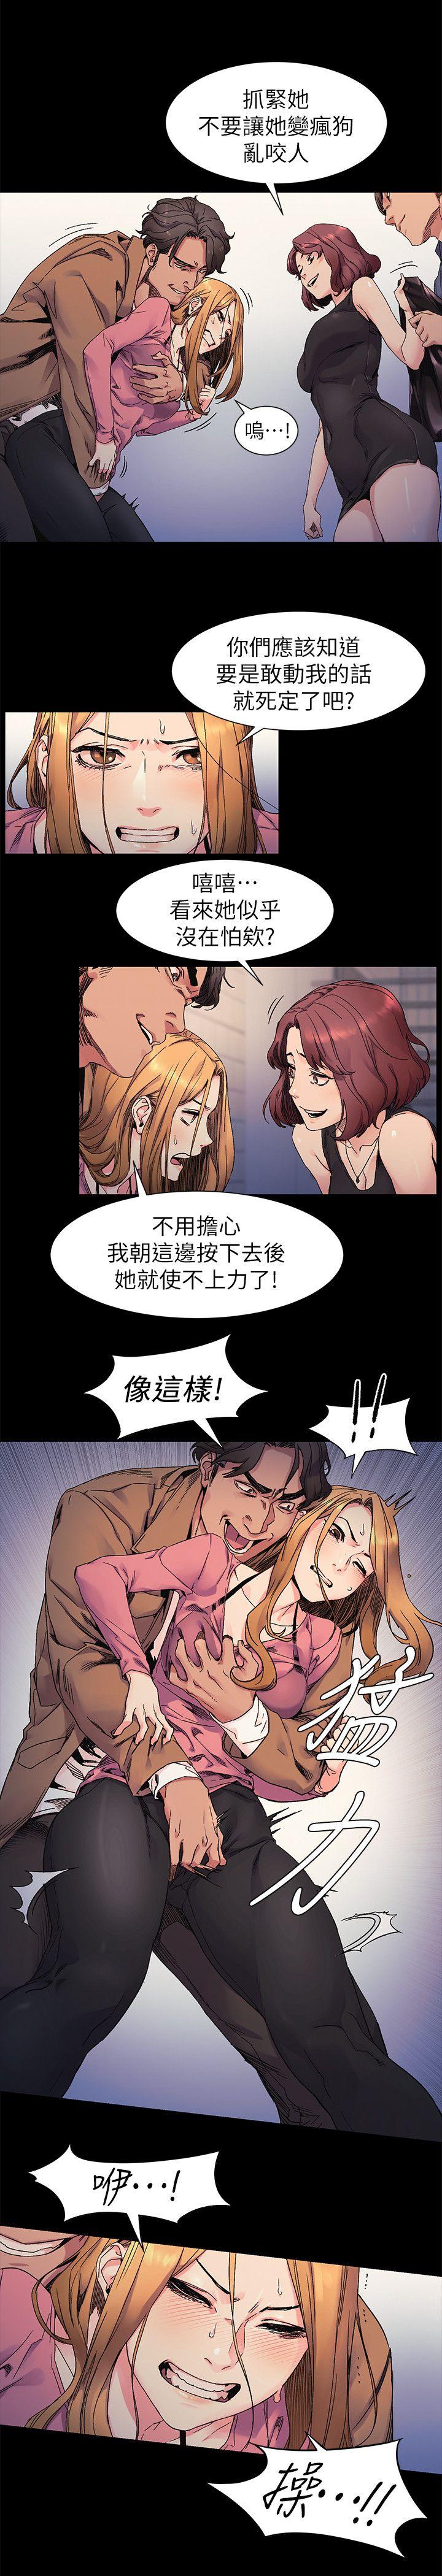 抓緊她
不要讓她變瘋狗
亂咬人
嗚…!
你們應該知道
要是敢動我的話
就死定了吧?
嘻嘻…
看來她似乎
沒在怕欸?
不用擔心
我朝這邊按下去後
她就使不上力了!
像這樣!
!!
猛
力
咿…!
操…!!